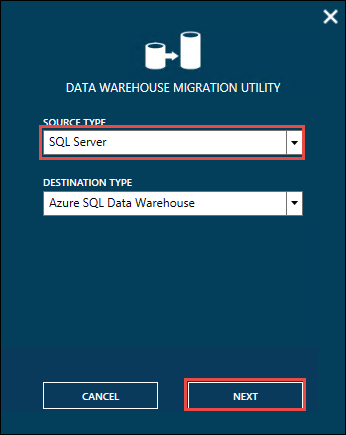 DATA WAREHOUSE MIGRATION UTILITY
SOURCE TYPE
SQL Server
DESTINATION TYPE
Azure SQL Data Warehouse
CANCEL NEXT